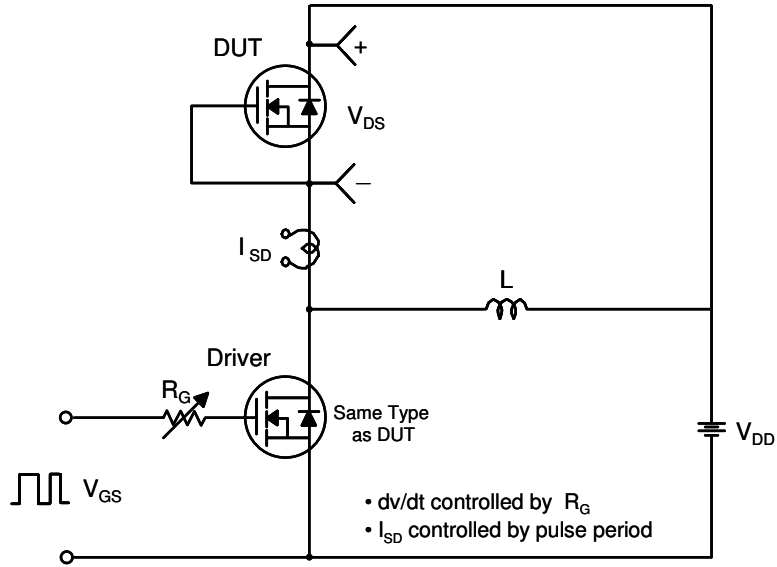 DUT
+
V_DS
–
I_SD
L
Driver
R_G
Same Type
as DUT
V_DD
V_GS
• dv/dt controlled by R_G
• I_SD controlled by pulse period